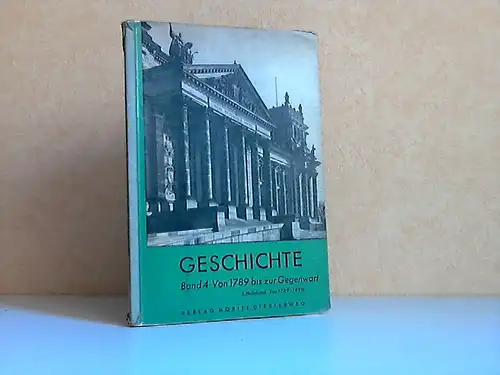 GESCHICHTE
Band 4 Von 1789 bis zur Gegenwart
VERLAG MORITZ DIESTERWEG